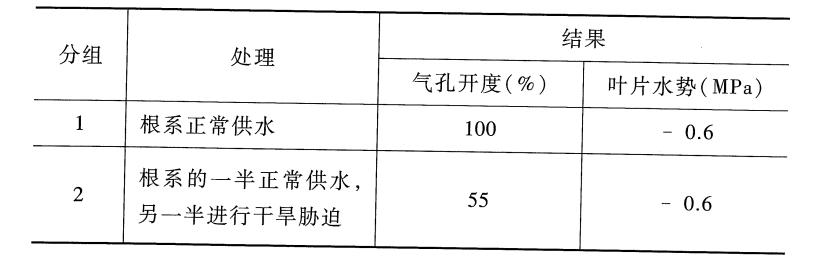 分组 处理 结果
气孔开度(%) 叶片水势(MPa)
1 根系正常供水 100 - 0.6
2 根系的一半正常供水，
另一半进行干旱胁迫 55 - 0.6